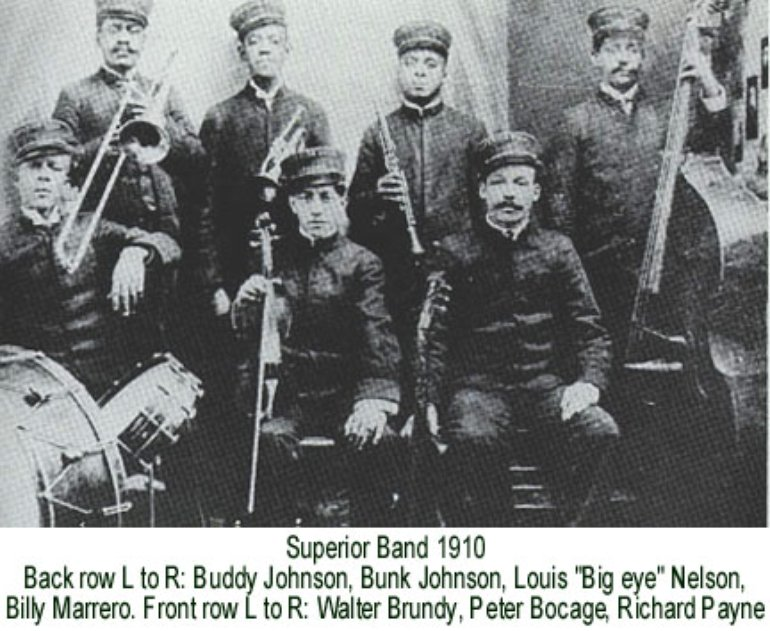 Superior Band 1910
Back row L to R: Buddy Johnson, Bunk Johnson, Louis "Big eye" Nelson,
Billy Marrero. Front row L to R: Walter Brundy, Peter Bocage, Richard Payne